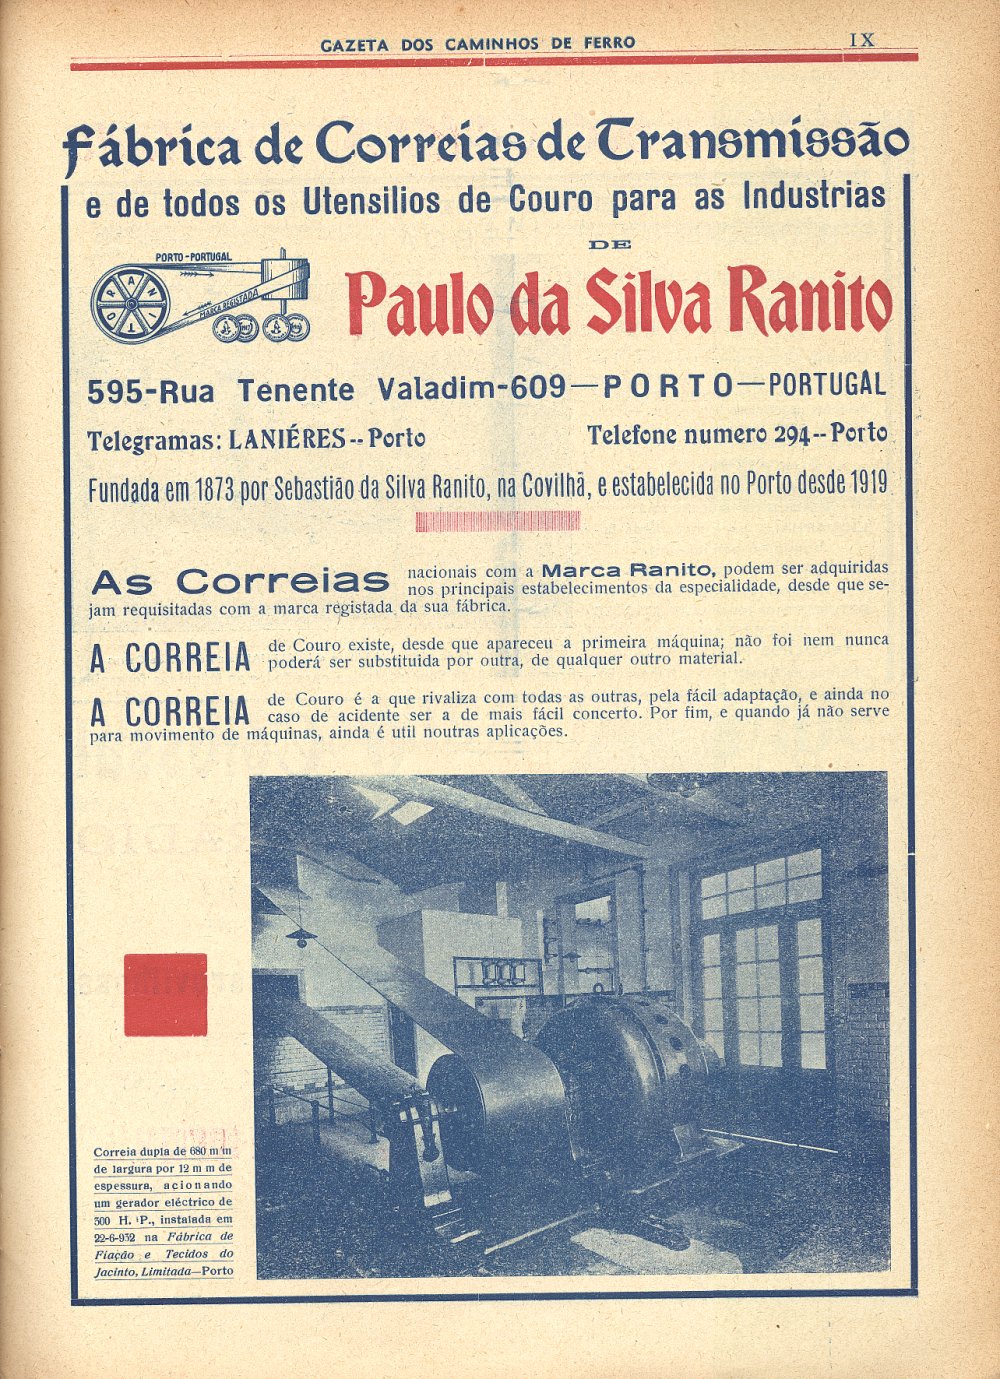 GAZETA DOS CAMINHOS DE FERRO
IX
Fábrica de Correias de Transmissão
e de todos os Utensilios de Couro para as Industrias
DE
PORTO-PORTUGAL
RANITO
MARCA REGISTADA
Paulo da Silva Ranito
595-Rua Tenente Valadim-609—PORTO—PORTUGAL
Telegramas: LANIÉRES -- Porto
Telefone numero 294 -- Porto
Fundada em 1873 por Sebastião da Silva Ranito, na Covilhã, e estabelecida no Porto desde 1919
As Correias nacionais com a Marca Ranito, podem ser adquiridas
nos principais estabelecimentos da especialidade, desde que se-
jam requisitadas com a marca registada da sua fábrica.
A CORREIA de Couro existe, desde que apareceu a primeira máquina; não foi nem nunca
poderá ser substituida por outra, de qualquer outro material.
A CORREIA de Couro é a que rivaliza com todas as outras, pela fácil adaptação, e ainda no
caso de acidente ser a de mais fácil concerto. Por fim, e quando já não serve
para movimento de máquinas, ainda é util noutras aplicações.
Correia dupla de 680 m/m
de largura por 12 m m de
espessura, acionando
um gerador eléctrico de
300 H. P., instalada em
22-6-932 na Fábrica de
Fiação e Tecidos do
Jacinto, Limitada—Porto